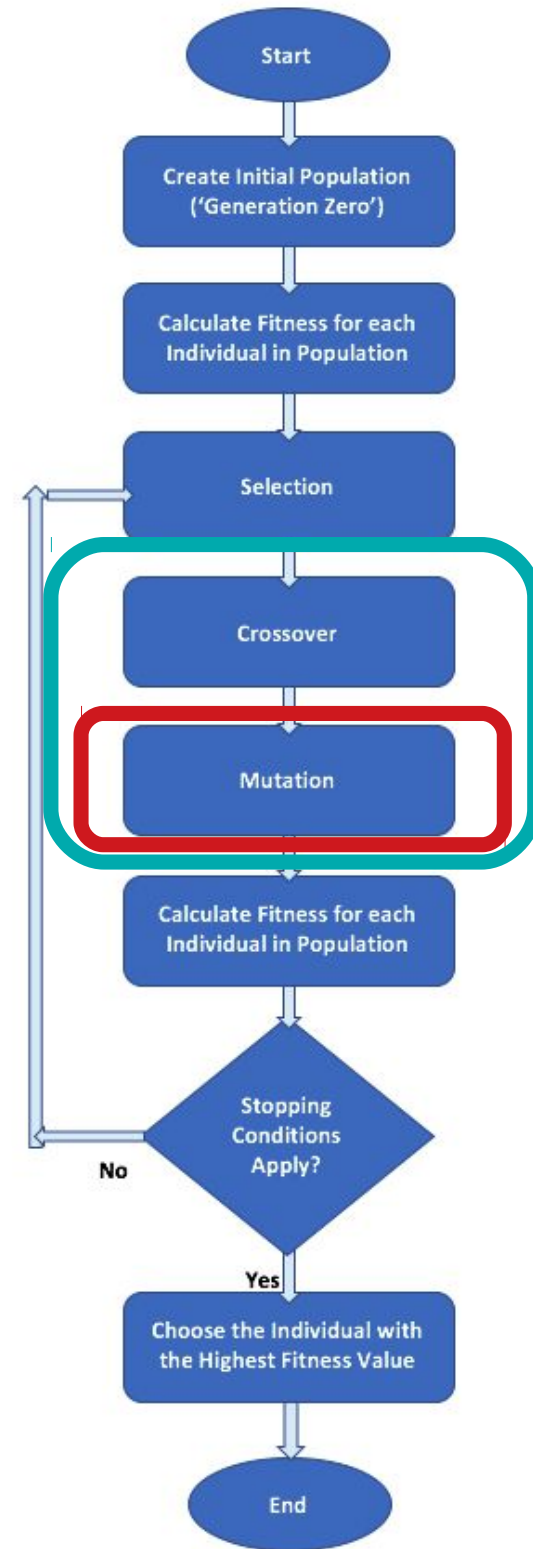 Start
Create Initial Population
(‘Generation Zero’)
Calculate Fitness for each
Individual in Population
Selection
Crossover
Mutation
Calculate Fitness for each
Individual in Population
Stopping
Conditions
Apply?
No
Yes
Choose the Individual with
the Highest Fitness Value
End